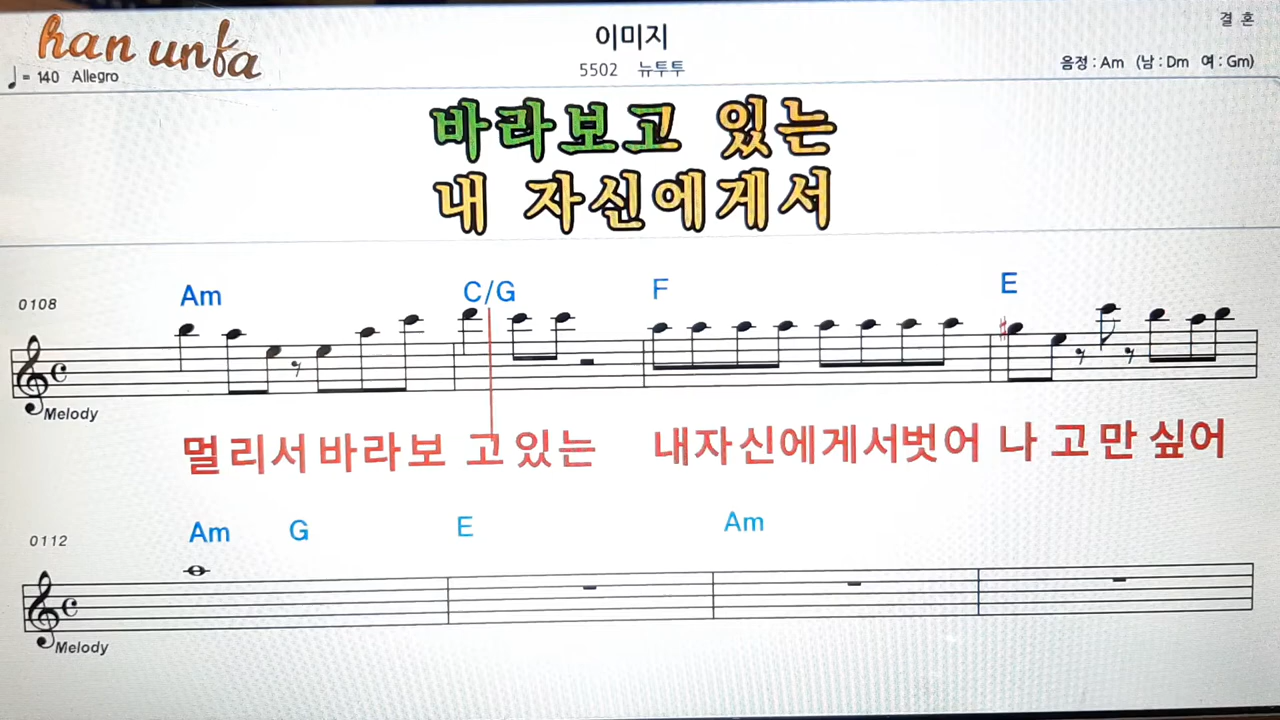 han unfa
결 혼
이미지
♩= 140 Allegro
5502 뉴투투
음정 : Am (남 : Dm 여 : Gm)
바라보고 있는
내 자신에게서
0108
Am C/G F E
Melody
멀리서바라보 고있는 내자신에게서벗어 나 고만 싶어
0112
Am G E Am
Melody